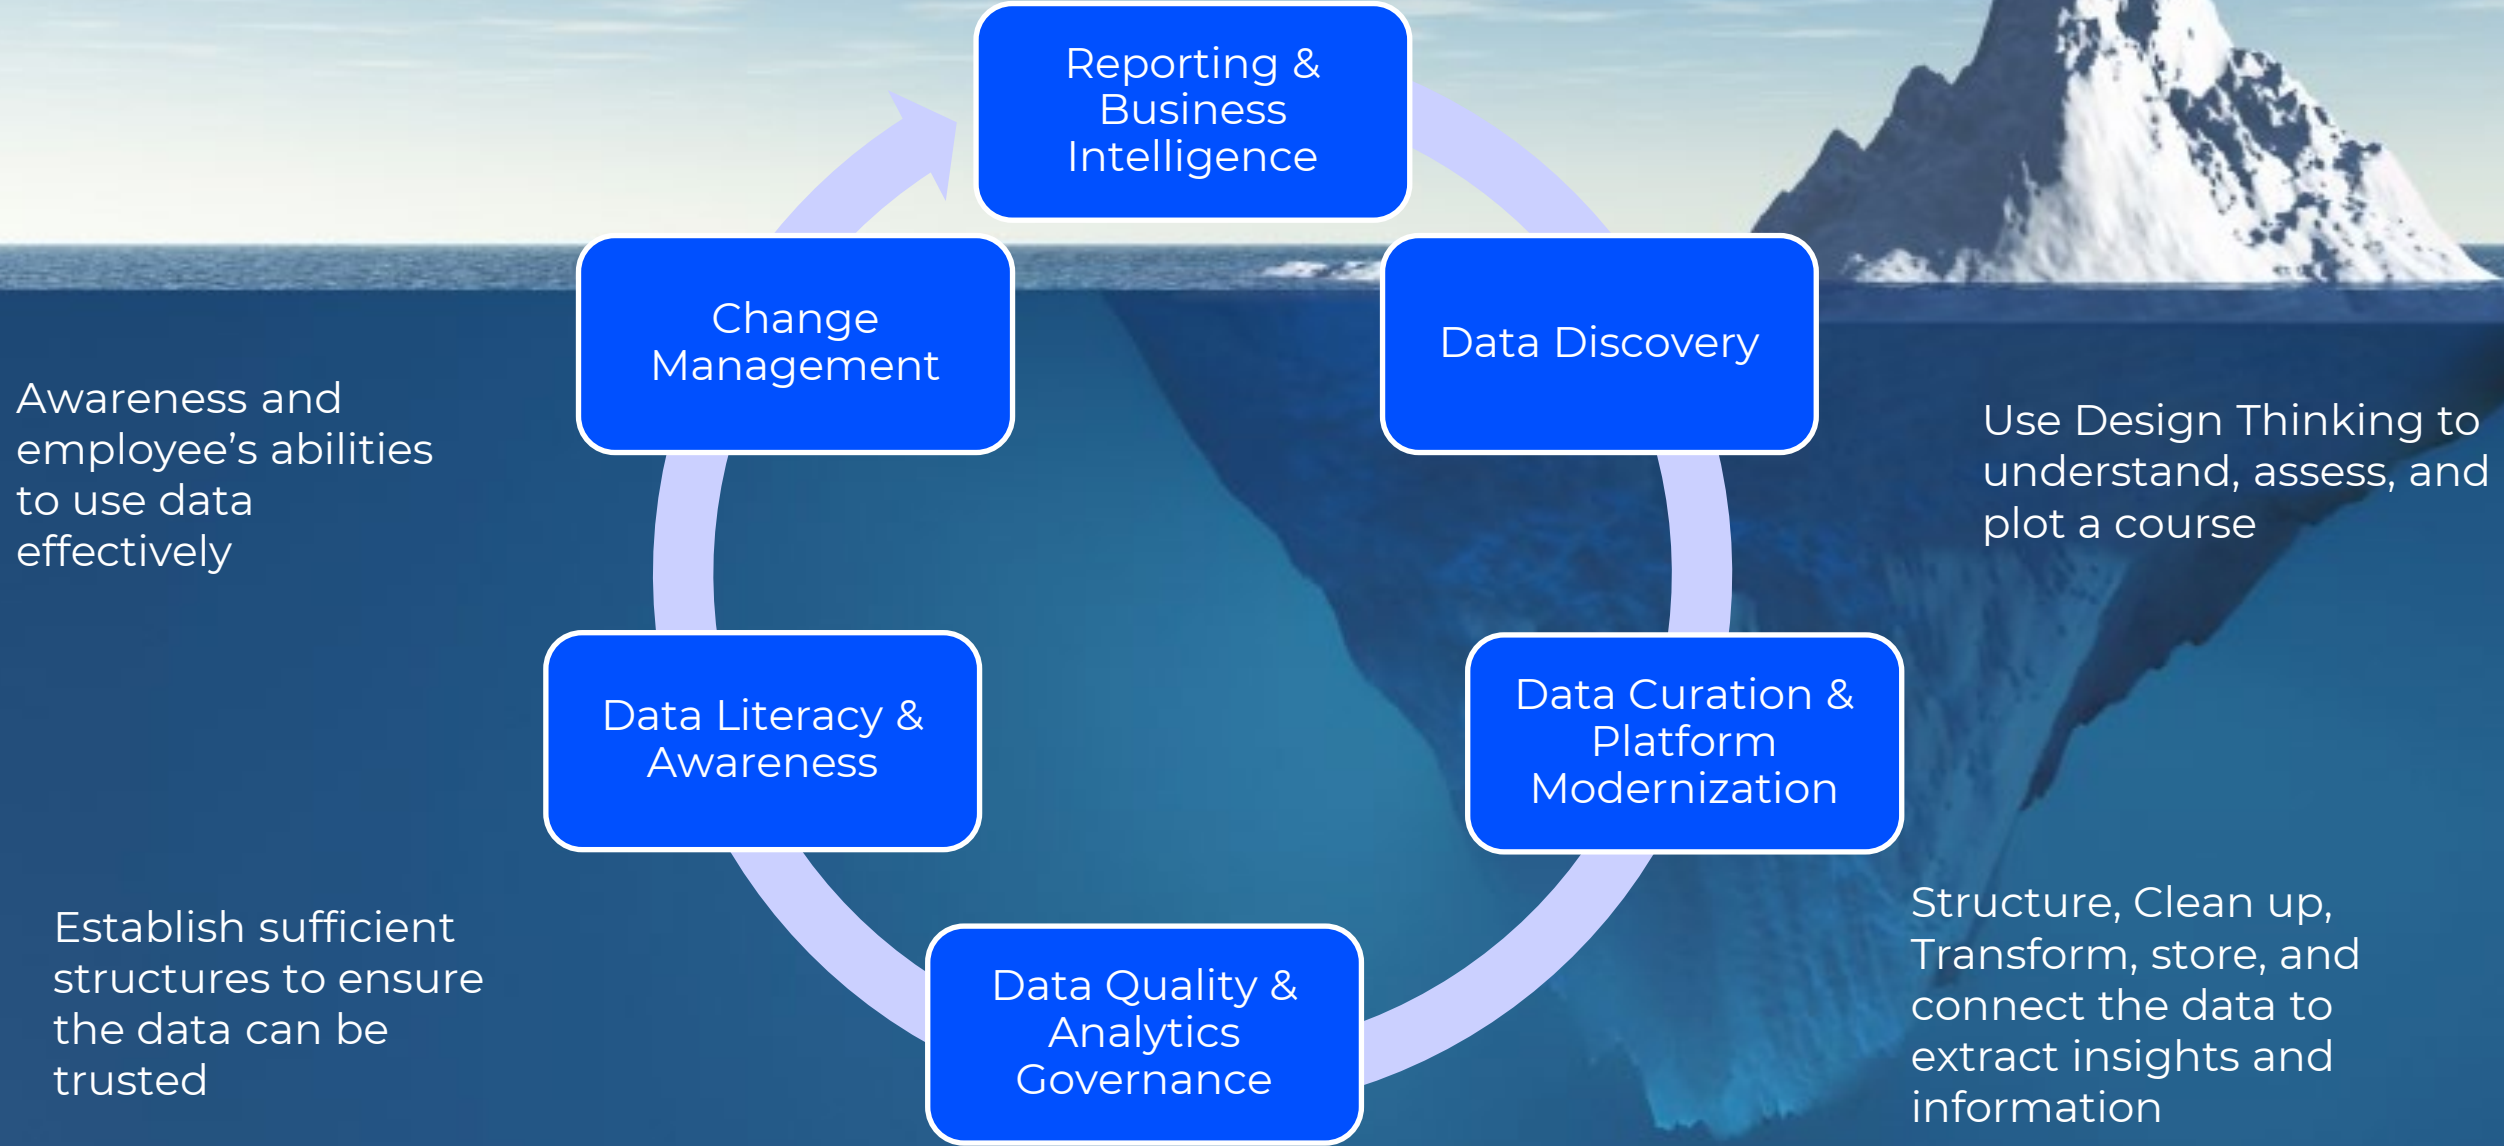 Reporting &
Business
Intelligence
Change
Management
Data Discovery
Awareness and
employee’s abilities
to use data
effectively
Use Design Thinking to
understand, assess, and
plot a course
Data Literacy &
Awareness
Data Curation &
Platform
Modernization
Establish sufficient
structures to ensure
the data can be
trusted
Data Quality &
Analytics
Governance
Structure, Clean up,
Transform, store, and
connect the data to
extract insights and
information